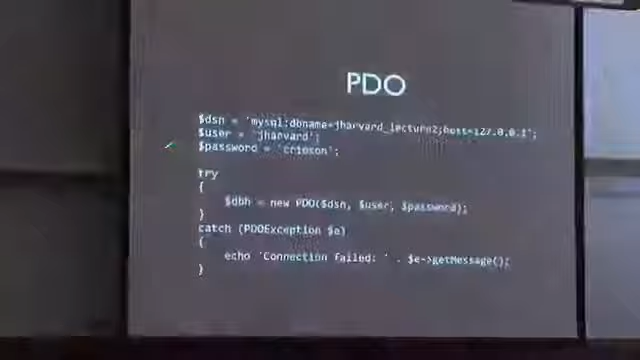 PDO
$dsn = 'mysql:dbname=jharvard_lecture2;host=127.0.0.1';
$user = 'jharvard';
$password = 'crimson';
try
{
$dbh = new PDO($dsn, $user, $password);
}
catch (PDOException $e)
{
echo 'Connection failed: ' . $e->getMessage();
}